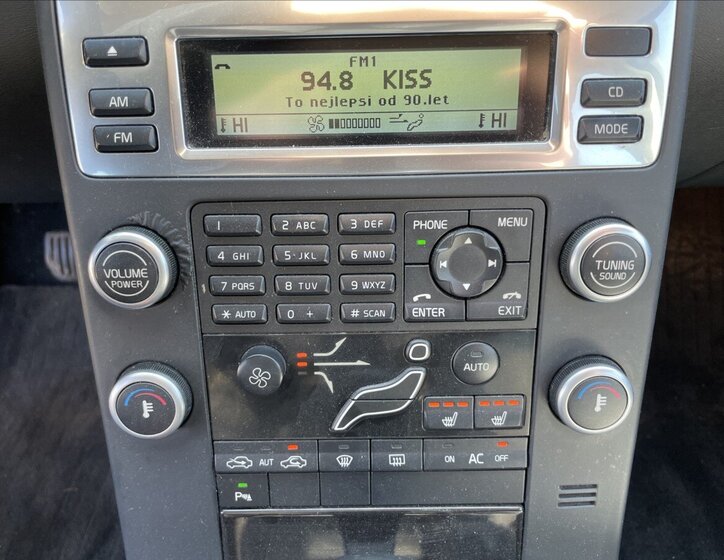 FM1
94.8 KISS
To nejlepsi od 90.let
HI HI
AM
FM
CD
MODE
1 2 ABC 3 DEF
4 GHI 5 JKL 6 MNO
7 PQRS 8 TUV 9 WXYZ
* AUTO 0 + # SCAN
PHONE MENU
ENTER EXIT
VOLUME
POWER
TUNING
SOUND
AUTO
AUT ON AC OFF
P